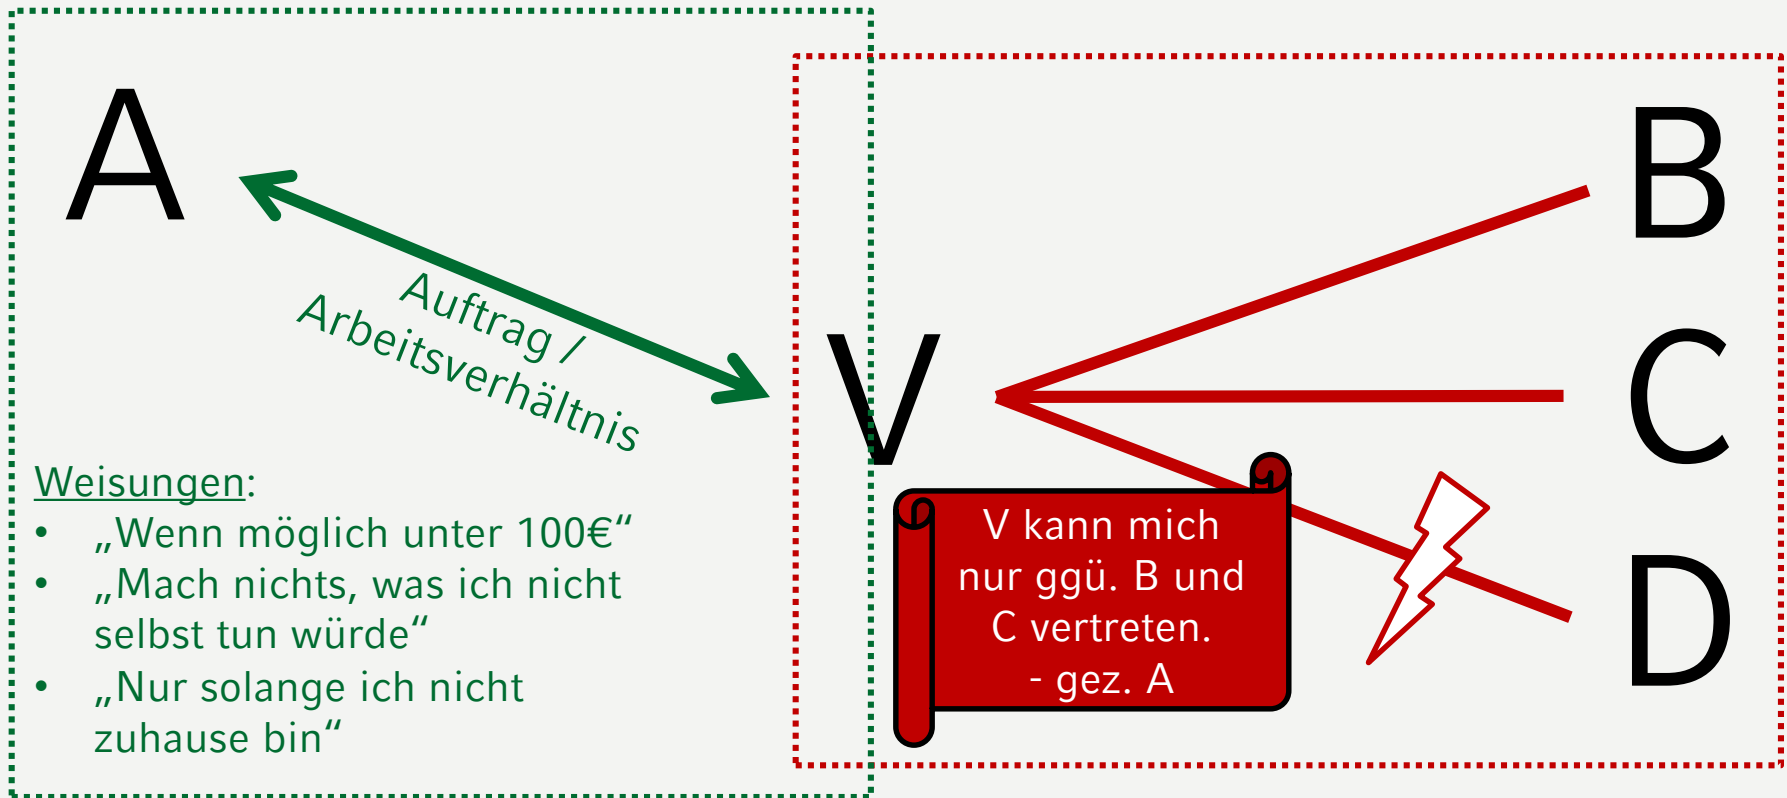 A
B
Auftrag /
Arbeitsverhältnis
V
C
Weisungen:
• „Wenn möglich unter 100€“
• „Mach nichts, was ich nicht
selbst tun würde“
• „Nur solange ich nicht
zuhause bin“
V kann mich
nur ggü. B und
C vertreten.
- gez. A
D